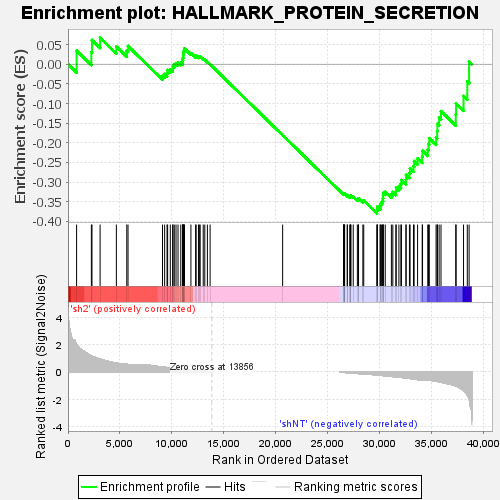 Enrichment plot: HALLMARK_PROTEIN_SECRETION
Enrichment score (ES)
0.05
0.00
-0.05
-0.10
-0.15
-0.20
-0.25
-0.30
-0.35
-0.40
'sh2' (positively correlated)
Zero cross at 13856
'shNT' (negatively correlated)
Ranked list metric (Signal2Noise)
4
2
0
-2
-4
0
5,000
10,000
15,000
20,000
25,000
30,000
35,000
40,000
Rank in Ordered Dataset
Enrichment profile
Hits
Ranking metric scores